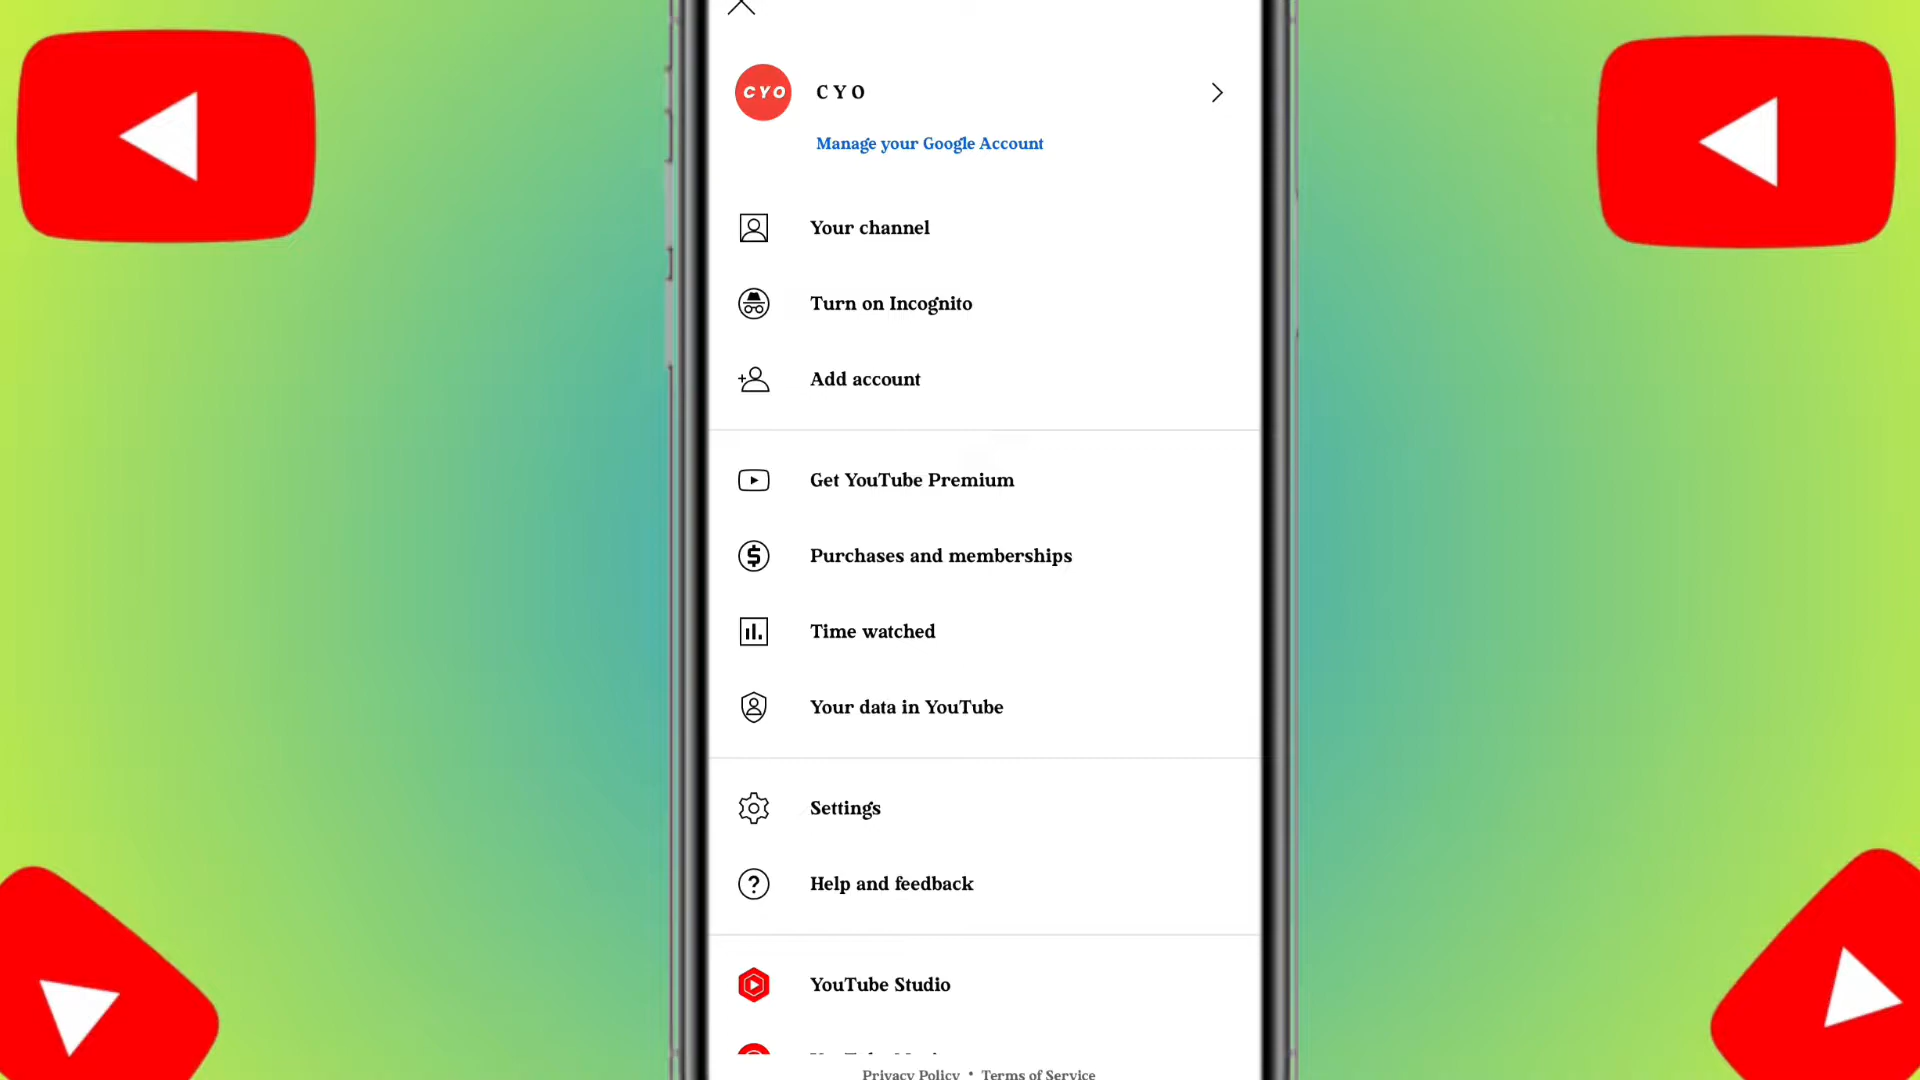 CYO
C Y O
Manage your Google Account
Your channel
Turn on Incognito
Add account
Get YouTube Premium
Purchases and memberships
Time watched
Your data in YouTube
Settings
Help and feedback
YouTube Studio
Privacy Policy • Terms of Service